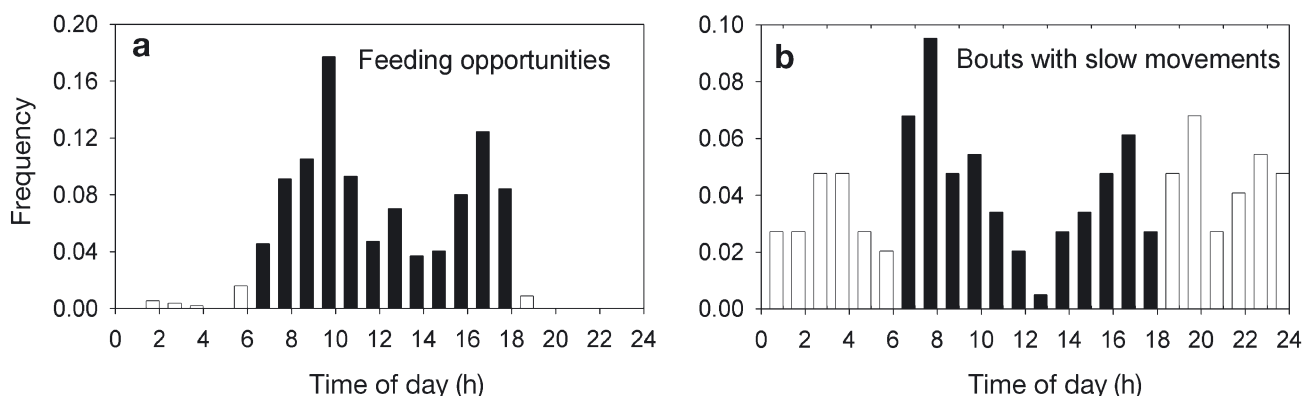 a
Feeding opportunities
Frequency
0.20
0.16
0.12
0.08
0.04
0.00
0 2 4 6 8 10 12 14 16 18 20 22 24
Time of day (h)
b
Bouts with slow movements
0.10
0.08
0.06
0.04
0.02
0.00
0 2 4 6 8 10 12 14 16 18 20 22 24
Time of day (h)